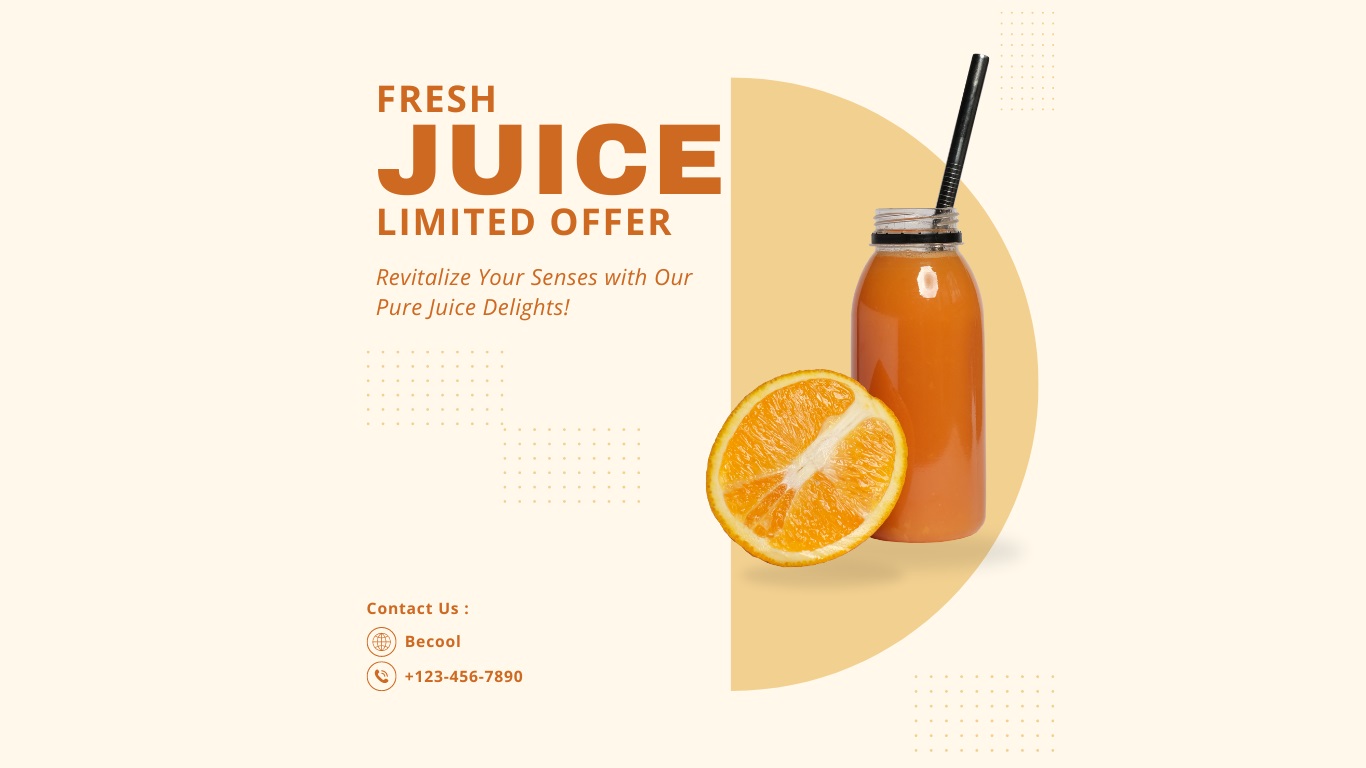 FRESH
JUICE
LIMITED OFFER
Revitalize Your Senses with Our
Pure Juice Delights!
Contact Us :
Becool
+123-456-7890